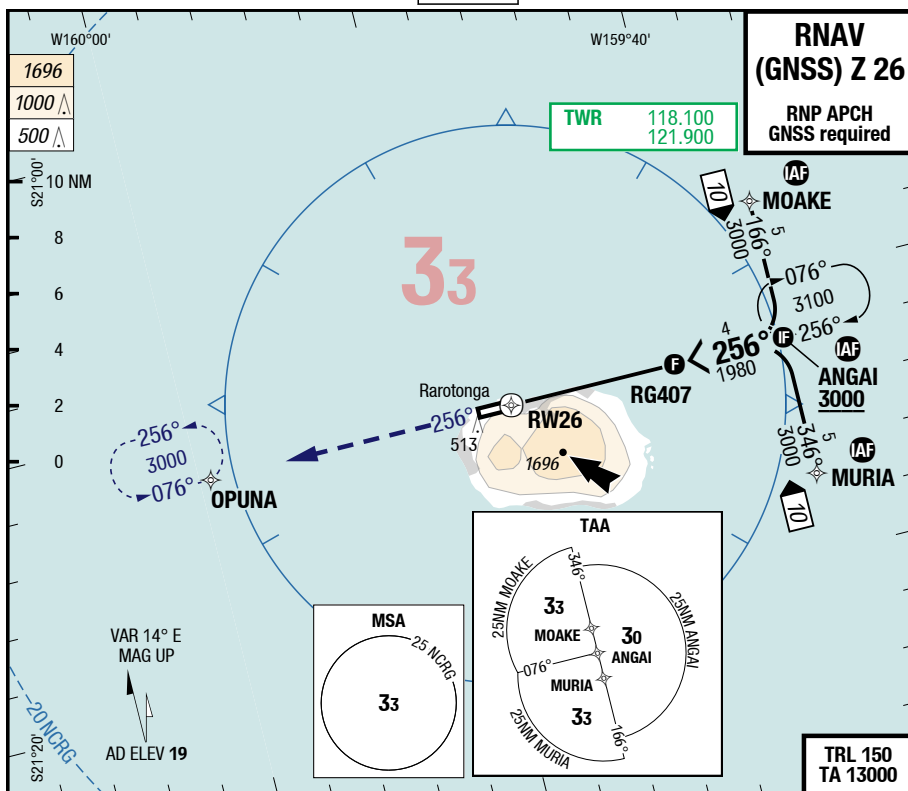 W160°00'
W159°40'
RNAV
(GNSS) Z 26
RNP APCH
GNSS required
1696
1000
500
TWR 118.100
121.900
S21°00'
10 NM
8
6
4
2
0
33
10
IAF
MOAKE
3000
166°
5
076°
3100
256°
IF
IAF
ANGAI
3000
4
256°
1980
F
RG407
Rarotonga
RW26
256°
513
1696
346°
5
3000
IAF
MURIA
10
256°
3000
076°
OPUNA
TAA
25NM MOAKE
346°
33
MOAKE
30
ANGAI
25NM ANGAI
076°
MURIA
33
25NM MURIA
166°
MSA
25 NCRG
33
VAR 14° E
MAG UP
AD ELEV 19
20 NCRG
S21°20'
TRL 150
TA 13000